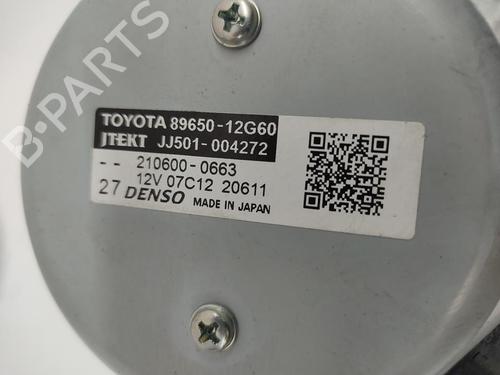 TOYOTA 89650-12G60
JTEKT JJ501-004272
-- 210600-0663
12V 07C12 20611
27 DENSO MADE IN JAPAN
B-PARTS